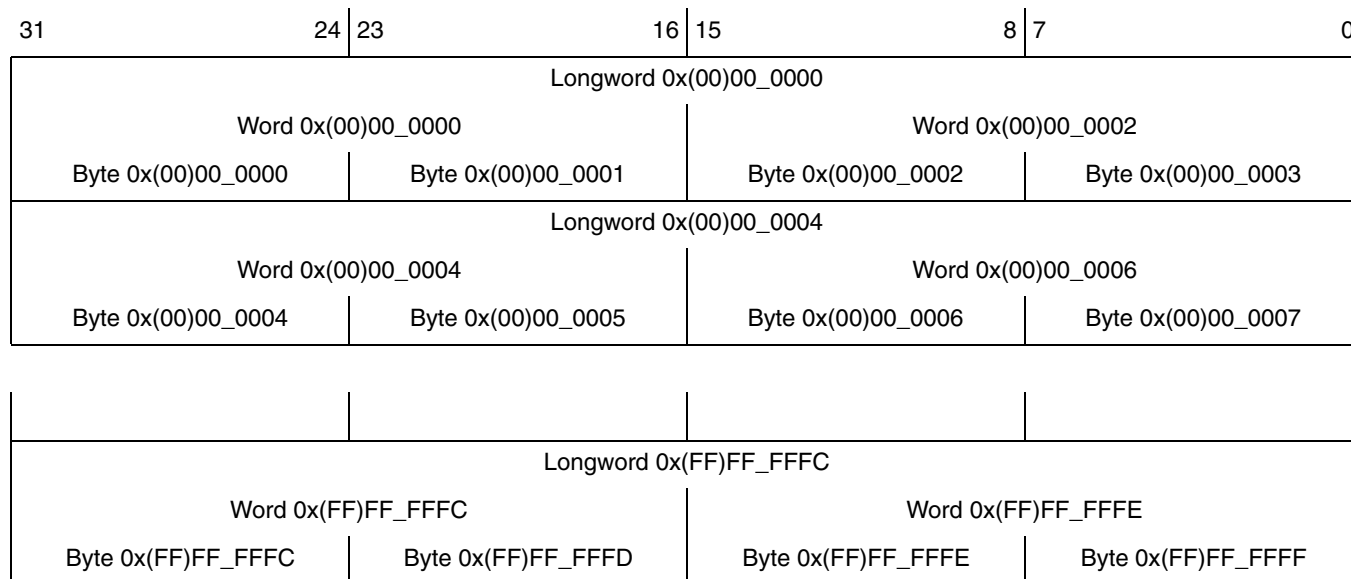 31 24 23 16 15 8 7 0
Longword 0x(00)00_0000
Word 0x(00)00_0000 Word 0x(00)00_0002
Byte 0x(00)00_0000 Byte 0x(00)00_0001 Byte 0x(00)00_0002 Byte 0x(00)00_0003
Longword 0x(00)00_0004
Word 0x(00)00_0004 Word 0x(00)00_0006
Byte 0x(00)00_0004 Byte 0x(00)00_0005 Byte 0x(00)00_0006 Byte 0x(00)00_0007
Longword 0x(FF)FF_FFFC
Word 0x(FF)FF_FFFC Word 0x(FF)FF_FFFE
Byte 0x(FF)FF_FFFC Byte 0x(FF)FF_FFFD Byte 0x(FF)FF_FFFE Byte 0x(FF)FF_FFFF